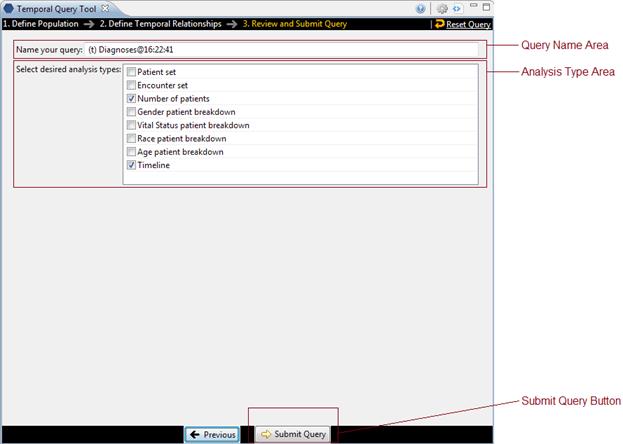 Temporal Query Tool
1. Define Population → 2. Define Temporal Relationships → 3. Review and Submit Query | Reset Query
Name your query: (t) Diagnoses@16:22:41
Query Name Area
Select desired analysis types:
Analysis Type Area
Patient set
Encounter set
Number of patients
Gender patient breakdown
Vital Status patient breakdown
Race patient breakdown
Age patient breakdown
Timeline
Submit Query Button
Previous
Submit Query